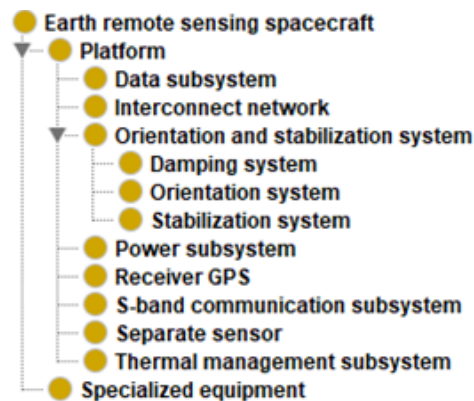 Earth remote sensing spacecraft
Platform
Data subsystem
Interconnect network
Orientation and stabilization system
Damping system
Orientation system
Stabilization system
Power subsystem
Receiver GPS
S-band communication subsystem
Separate sensor
Thermal management subsystem
Specialized equipment